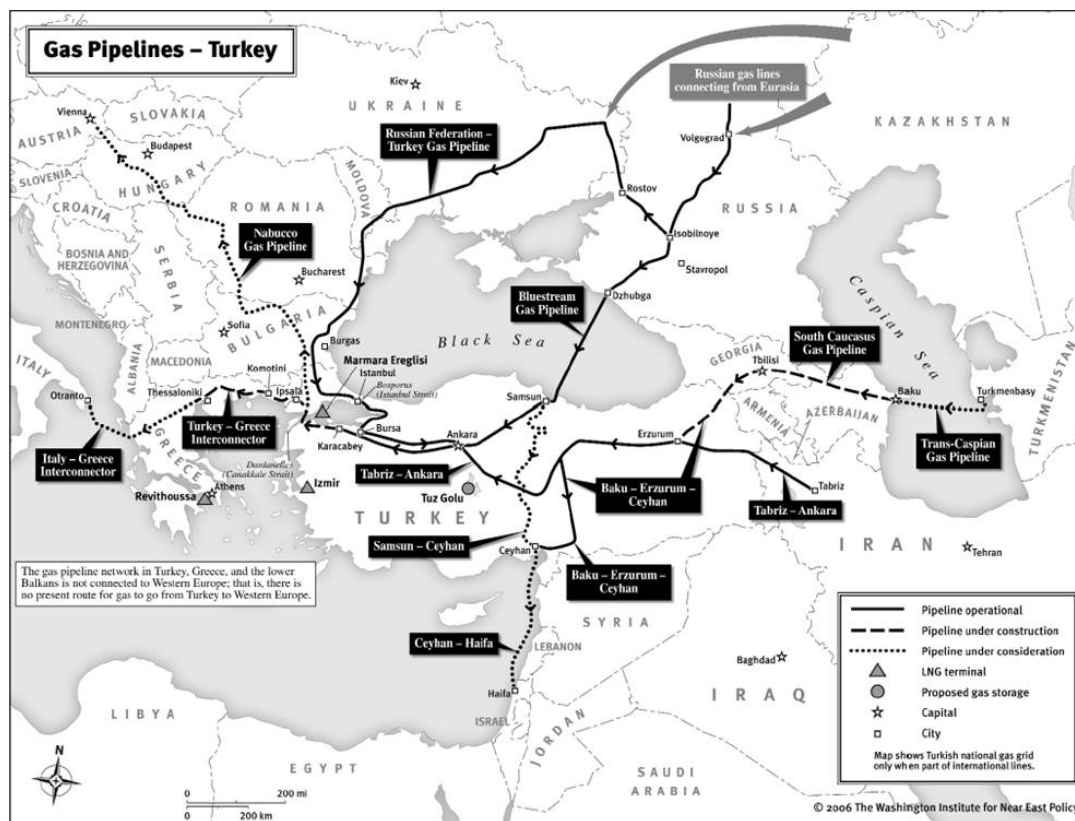 Gas Pipelines – Turkey
Russian gas lines
connecting from Eurasia
Kiev
UKRAINE
KAZAKHSTAN
Vienna
SLOVAKIA
AUSTRIA
Budapest
Russian Federation –
Turkey Gas Pipeline
Volgograd
SLOVENIA
HUNGARY
MOLDOVA
Rostov
CROATIA
ROMANIA
RUSSIA
Isobilnoye
Nabucco
Gas Pipeline
Stavropol
BOSNIA AND
HERZEGOVINA
SERBIA
Bucharest
Dzhubga
Bluestream
Gas Pipeline
Caspian Sea
MONTENEGRO
Sofia
BULGARIA
Burgas
Black Sea
South Caucasus
Gas Pipeline
ITALY
ALBANIA
MACEDONIA
Marmara Ereglisi
Istanbul
Bosporus
(Istanbul Strait)
GEORGIA
Tbilisi
Komotini
Otranto
Thessaloniki
Ipsala
Samsun
Baku
Turkmenbasy
TURKMENISTAN
ARMENIA
AZERBAIJAN
Turkey – Greece
Interconnector
Karacabey
Bursa
Ankara
Erzurum
Trans-Caspian
Gas Pipeline
Italy – Greece
Interconnector
GREECE
Dardanelles
(Canakkale Strait)
Tabriz – Ankara
Baku – Erzurum –
Ceyhan
Tabriz
Tabriz – Ankara
Revithoussa
Athens
Izmir
Tuz Golu
TURKEY
Samsun – Ceyhan
Ceyhan
IRAN
Tehran
Baku – Erzurum –
Ceyhan
The gas pipeline network in Turkey, Greece, and the lower
Balkans is not connected to Western Europe; that is, there is
no present route for gas to go from Turkey to Western Europe.
SYRIA
Ceyhan – Haifa
LEBANON
Baghdad
IRAQ
Haifa
ISRAEL
JORDAN
LIBYA
EGYPT
SAUDI
ARABIA
Pipeline operational
Pipeline under construction
Pipeline under consideration
LNG terminal
Proposed gas storage
Capital
City
Map shows Turkish national gas grid
only when part of international lines.
N
0 200 mi
0 200 km
© 2006 The Washington Institute for Near East Policy